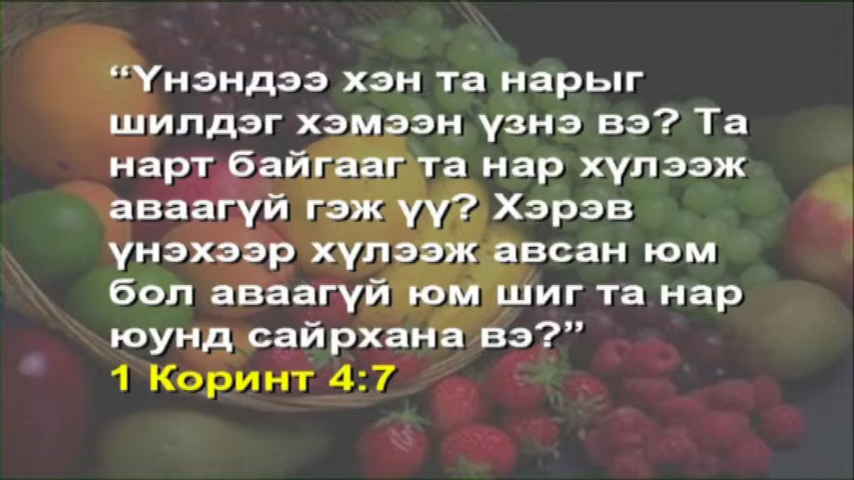 “Үнэндээ хэн та нарыг
шилдэг хэмээн үзнэ вэ? Та
нарт байгааг та нар хүлээж
аваагүй гэж үү? Хэрэв
үнэхээр хүлээж авсан юм
бол аваагүй юм шиг та нар
юунд сайрхана вэ?”
1 Коринт 4:7